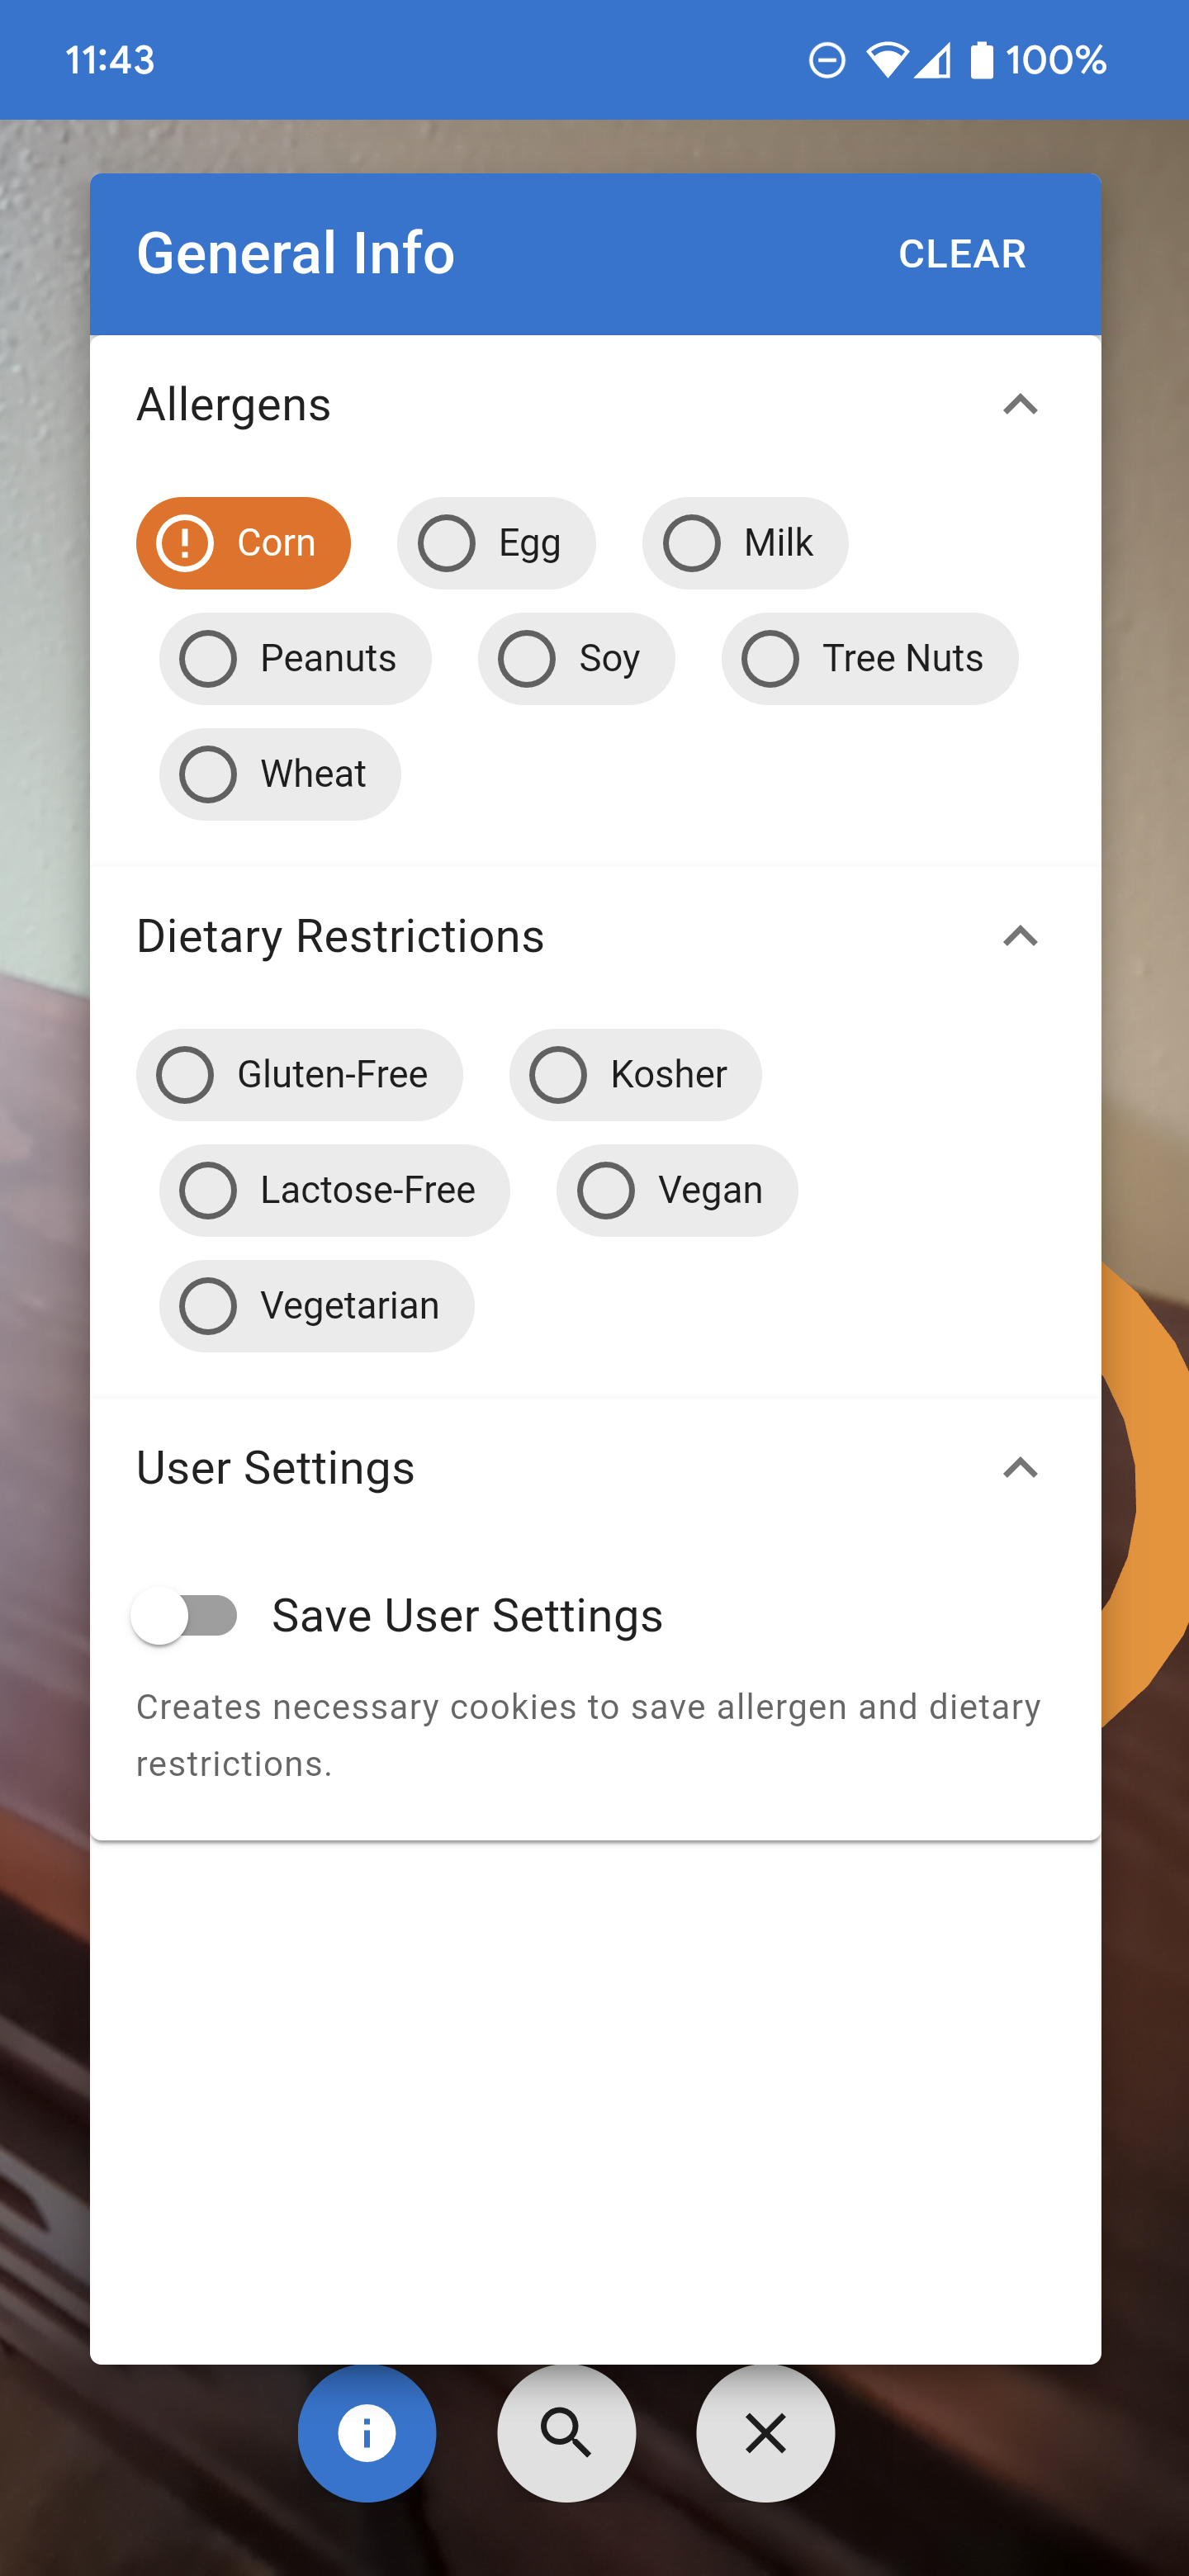 11:43 100%
General Info CLEAR
Allergens
Corn Egg Milk
Peanuts Soy Tree Nuts
Wheat
Dietary Restrictions
Gluten-Free Kosher
Lactose-Free Vegan
Vegetarian
User Settings
Save User Settings
Creates necessary cookies to save allergen and dietary
restrictions.